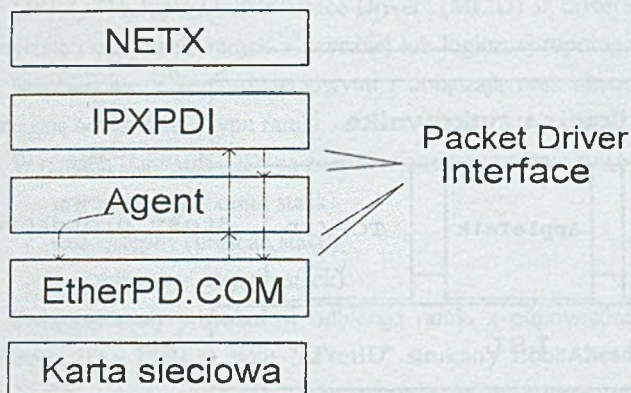 NETX
IPXPDI
Packet Driver
Interface
Agent
EtherPD.COM
Karta sieciowa